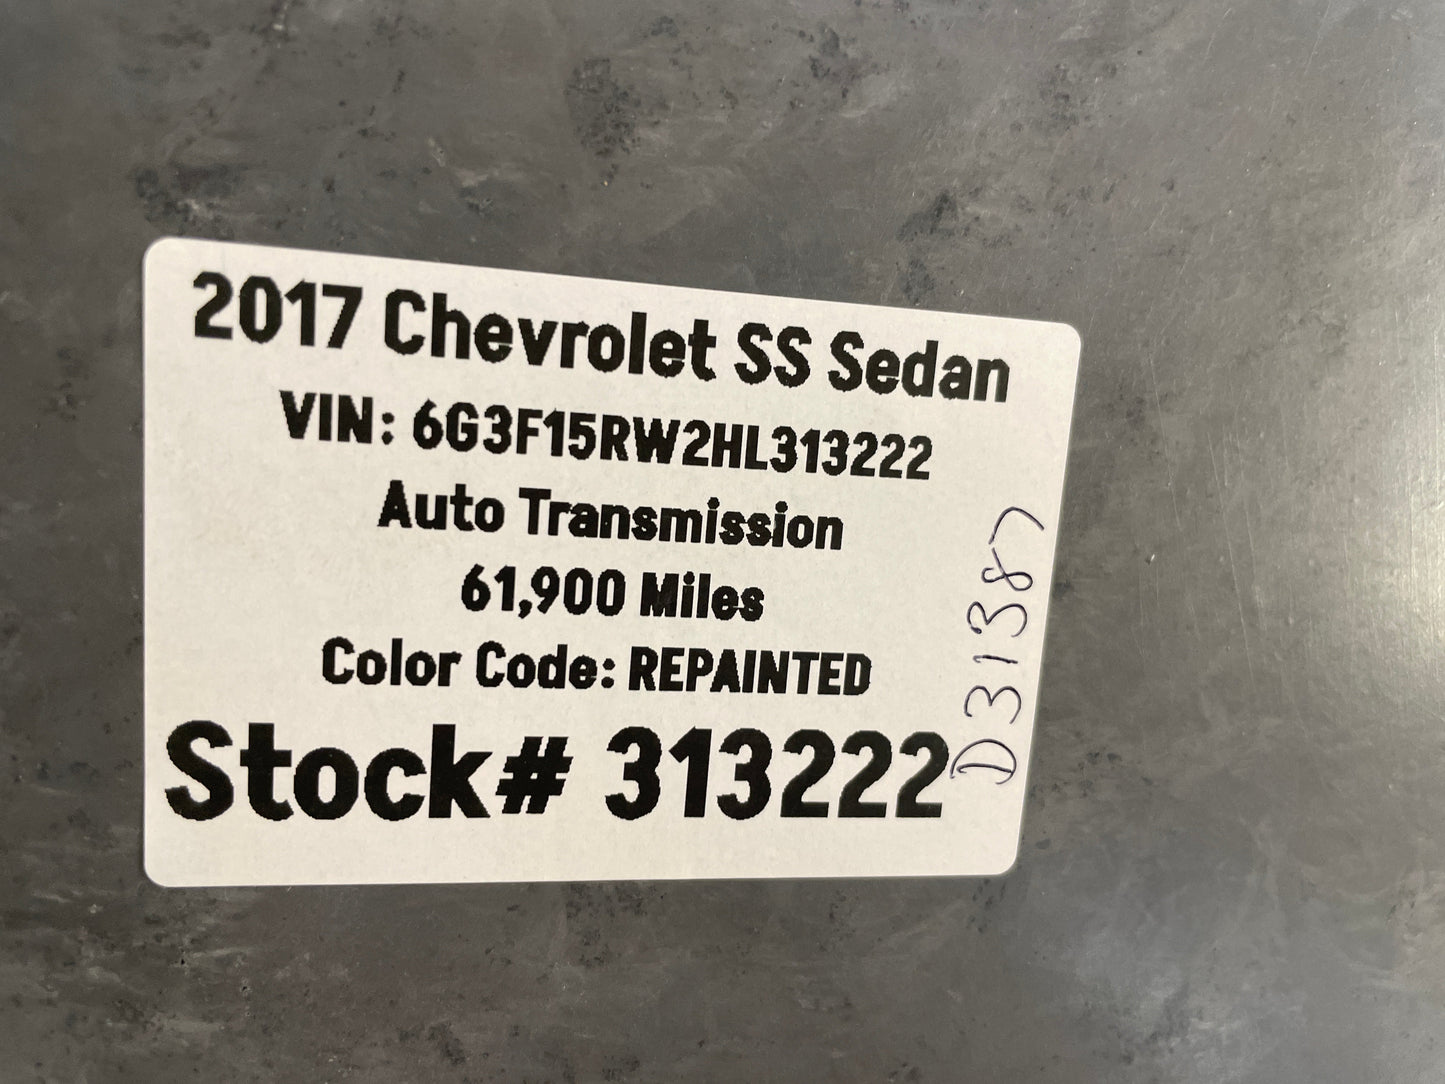 2017 Chevrolet SS Sedan
VIN: 6G3F15RW2HL313222
Auto Transmission
61,900 Miles
Color Code: REPAINTED
Stock# 313222
D31387